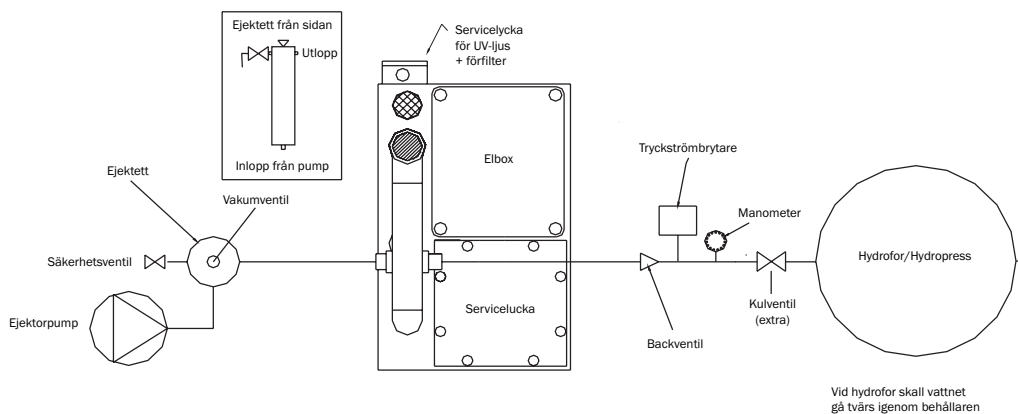 Ejektett från sidan
Utlopp
Inlopp från pump
Servicelycka
för UV-ljus
+ förfilter
Elbox
Tryckströmbrytare
Ejektett
Vakumventil
Manometer
Säkerhetsventil
Hydrofor/Hydropress
Servicelucka
Kulventil
(extra)
Ejektorpump
Backventil
Vid hydrofor skall vattnet
gå tvärs igenom behållaren